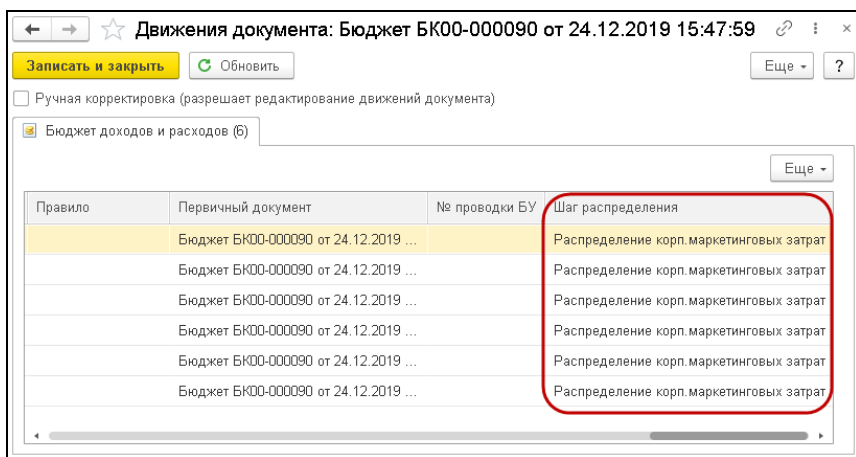 Движения документа: Бюджет БК00-000090 от 24.12.2019 15:47:59
Записать и закрыть Обновить Еще ?
Ручная корректировка (разрешает редактирование движений документа)
Бюджет доходов и расходов (6)
Еще
Правило Первичный документ № проводки БУ Шаг распределения
Бюджет БК00-000090 от 24.12.2019 ... Распределение корп.маркетинговых затрат
Бюджет БК00-000090 от 24.12.2019 ... Распределение корп.маркетинговых затрат
Бюджет БК00-000090 от 24.12.2019 ... Распределение корп.маркетинговых затрат
Бюджет БК00-000090 от 24.12.2019 ... Распределение корп.маркетинговых затрат
Бюджет БК00-000090 от 24.12.2019 ... Распределение корп.маркетинговых затрат
Бюджет БК00-000090 от 24.12.2019 ... Распределение корп.маркетинговых затрат